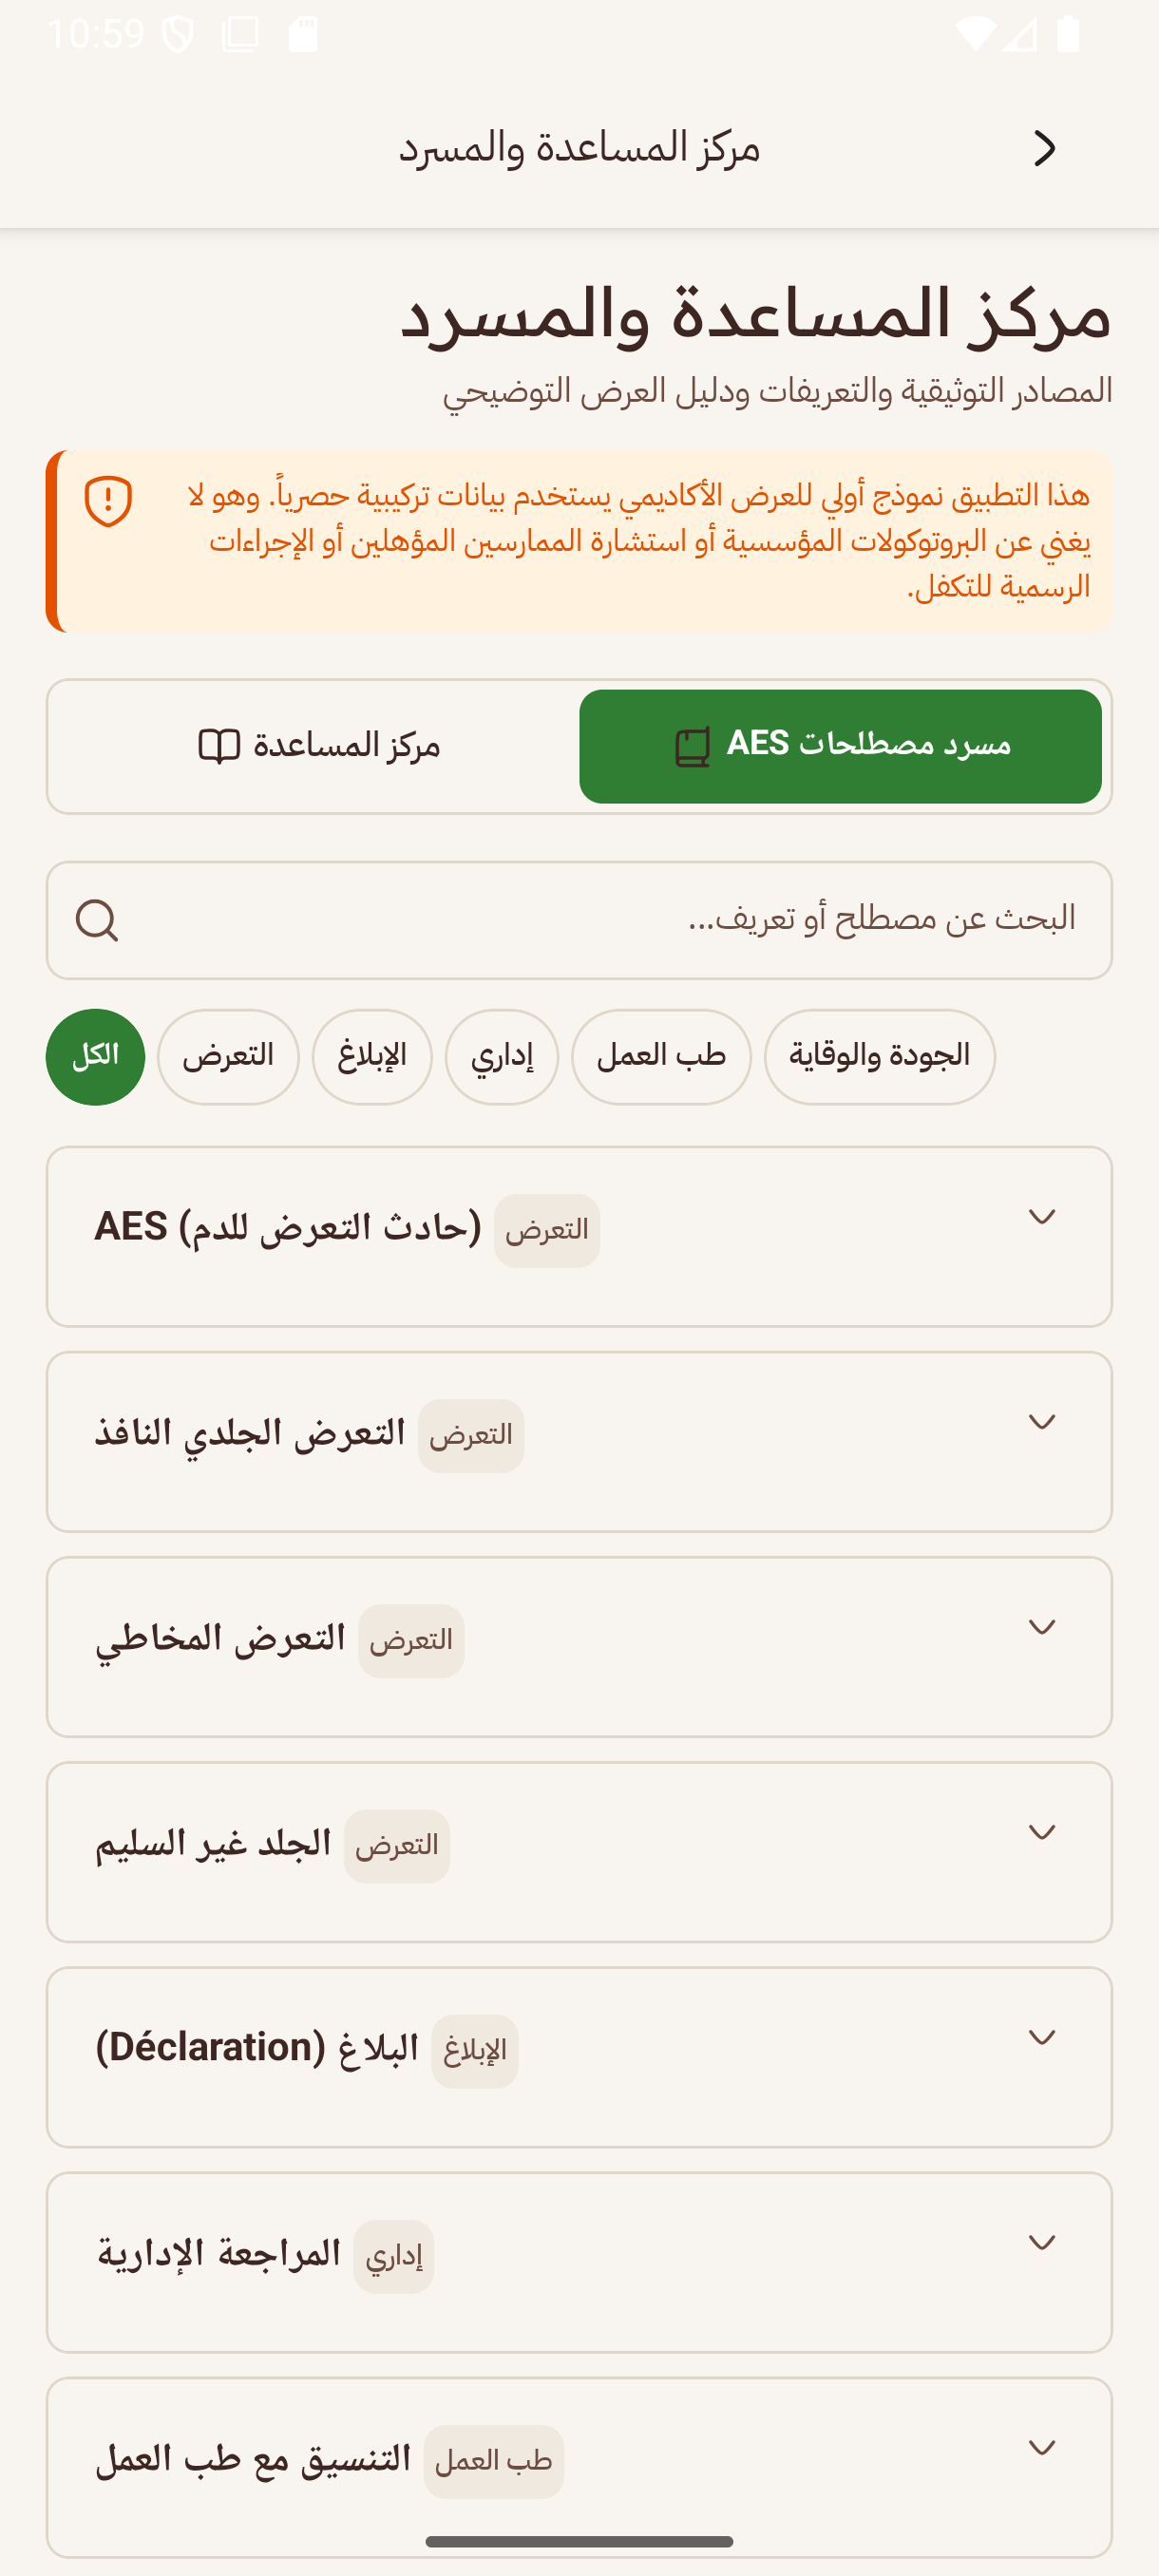 10:59
مركز المساعدة والمسرد
مركز المساعدة والمسرد
المصادر التوثيقية والتعريفات ودليل العرض التوضيحي
هذا التطبيق نموذج أولي للعرض الأكاديمي يستخدم بيانات تركيبية حصرياً. وهو لا
يغني عن البروتوكولات المؤسسية أو استشارة الممارسين المؤهلين أو الإجراءات
الرسمية للتكفل.
مسرد مصطلحات AES
مركز المساعدة
البحث عن مصطلح أو تعريف...
الجودة والوقاية
طب العمل
إداري
الإبلاغ
التعرض
الكل
التعرض
AES (حادث التعرض للدم)
التعرض
التعرض الجلدي النافذ
التعرض
التعرض المخاطي
التعرض
الجلد غير السليم
الإبلاغ
البلاغ (Déclaration)
إداري
المراجعة الإدارية
طب العمل
التنسيق مع طب العمل